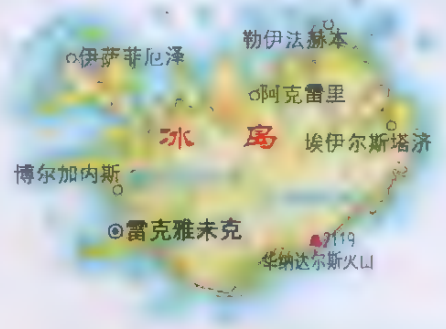 勒伊法赫本
伊萨菲厄泽
阿克雷里
冰岛
埃伊尔斯塔济
博尔加内斯
雷克雅未克
2119
华纳达尔斯火山